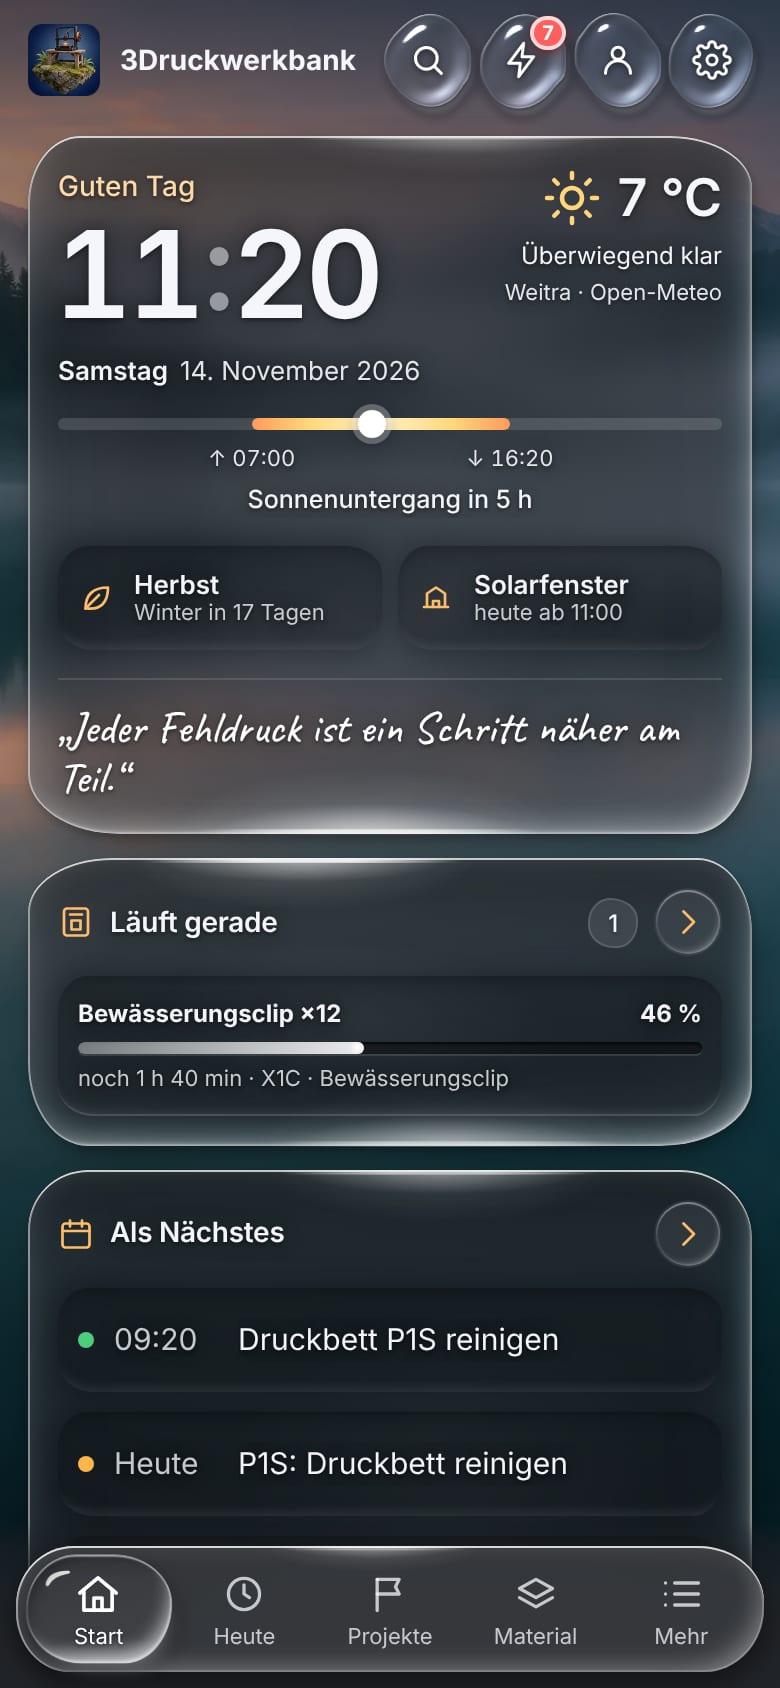 3Druckwerkbank
7
Guten Tag
7 °C
11:20
Überwiegend klar
Weitra · Open-Meteo
Samstag 14. November 2026
↑ 07:00
↓ 16:20
Sonnenuntergang in 5 h
Herbst
Winter in 17 Tagen
Solarfenster
heute ab 11:00
„Jeder Fehldruck ist ein Schritt näher am
Teil.“
Läuft gerade
1
Bewässerungsclip ×12
46 %
noch 1 h 40 min · X1C · Bewässerungsclip
Als Nächstes
09:20 Druckbett P1S reinigen
Heute P1S: Druckbett reinigen
Start
Heute
Projekte
Material
Mehr